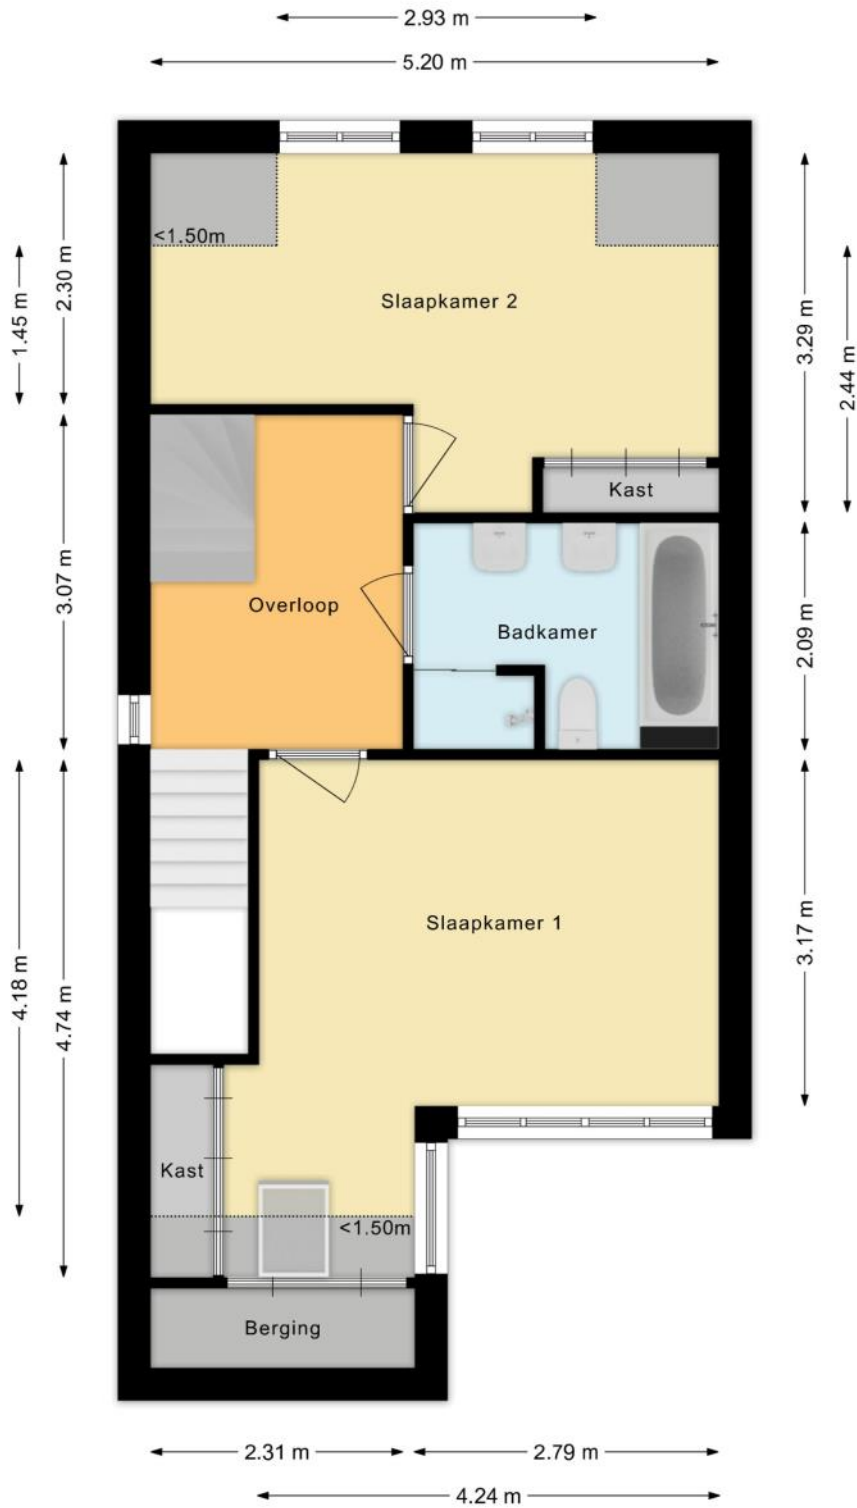 2.93 m
5.20 m
<1.50m
2.30 m
1.45 m
Slaapkamer 2
3.29 m
2.44 m
Kast
3.07 m
Overloop
Badkamer
2.09 m
Slaapkamer 1
3.17 m
4.18 m
4.74 m
Kast
<1.50m
Berging
2.31 m
2.79 m
4.24 m